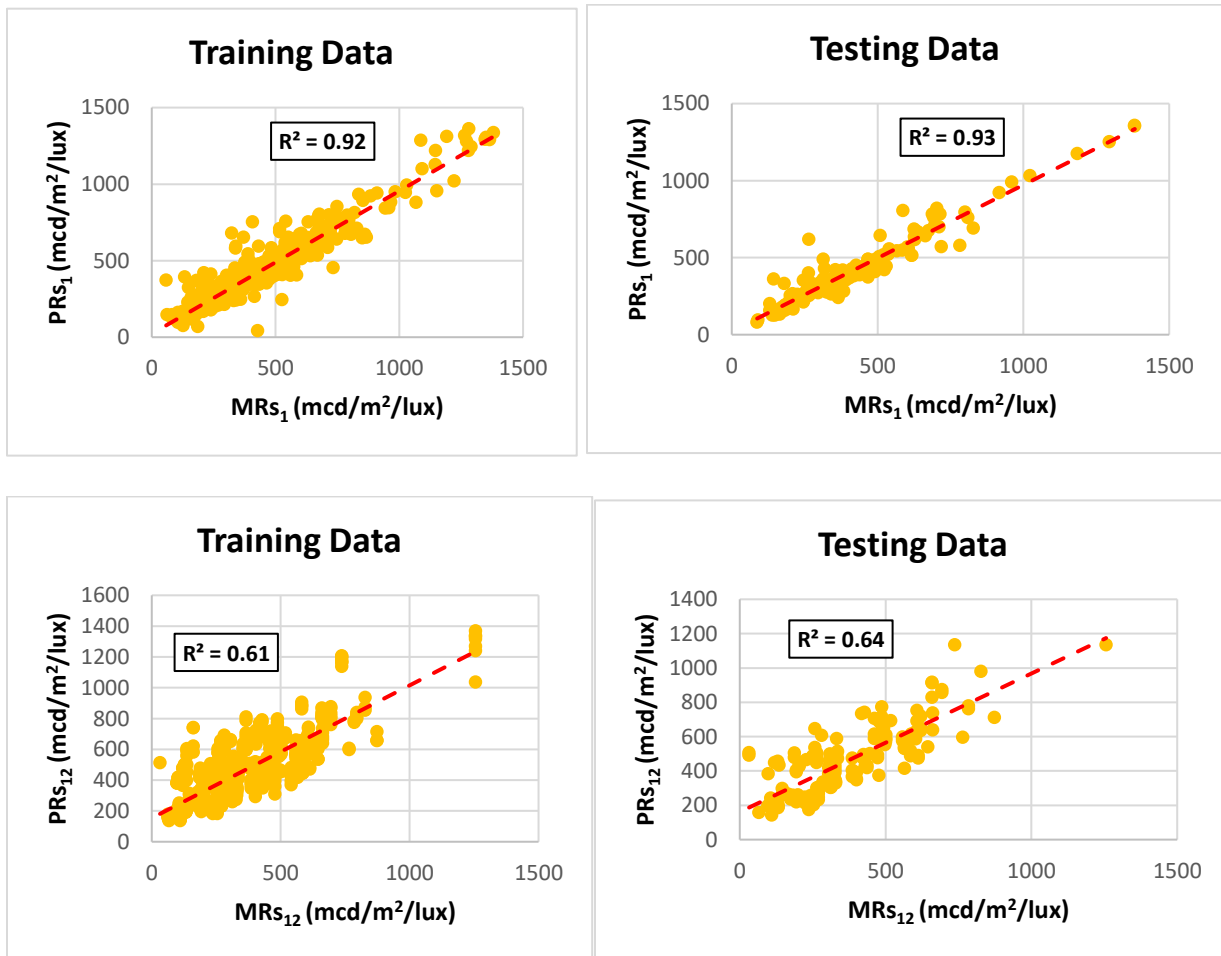 Training Data
R² = 0.92
PRs₁ (mcd/m²/lux)
1500
1000
500
0
0 500 1000 1500
MRs₁ (mcd/m²/lux)
Testing Data
R² = 0.93
PRs₁ (mcd/m²/lux)
1500
1000
500
0
0 500 1000 1500
MRs₁ (mcd/m²/lux)
Training Data
R² = 0.61
PRs₁₂ (mcd/m²/lux)
1600
1400
1200
1000
800
600
400
200
0
0 500 1000 1500
MRs₁₂ (mcd/m²/lux)
Testing Data
R² = 0.64
PRs₁₂ (mcd/m²/lux)
1400
1200
1000
800
600
400
200
0
0 500 1000 1500
MRs₁₂ (mcd/m²/lux)